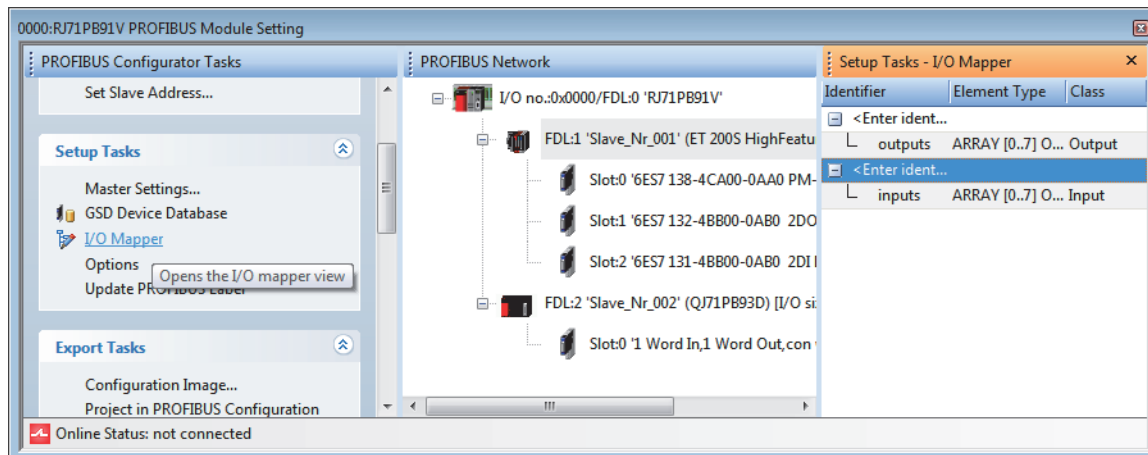 0000:RJ71PB91V PROFIBUS Module Setting
PROFIBUS Configurator Tasks
Set Slave Address...
Setup Tasks
Master Settings...
GSD Device Database
I/O Mapper
Options
Opens the I/O mapper view
Update PROFIBUS Label
Export Tasks
Configuration Image...
Project in PROFIBUS Configuration
PROFIBUS Network
I/O no.:0x0000/FDL:0 'RJ71PB91V'
FDL:1 'Slave_Nr_001' (ET 200S HighFeatu
Slot:0 '6ES7 138-4CA00-0AA0 PM-
Slot:1 '6ES7 132-4BB00-0AB0 2DO
Slot:2 '6ES7 131-4BB00-0AB0 2DI
FDL:2 'Slave_Nr_002' (QJ71PB93D) [I/O si
Slot:0 '1 Word In,1 Word Out,con
Setup Tasks - I/O Mapper
Identifier Element Type Class
<Enter ident...
outputs ARRAY [0..7] O... Output
<Enter ident...
inputs ARRAY [0..7] O... Input
Online Status: not connected